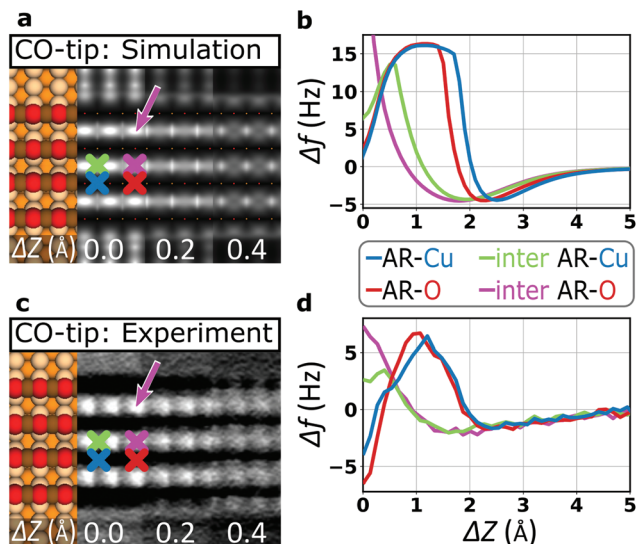 a
CO-tip: Simulation
ΔZ (Å) 0.0 0.2 0.4
b
Δf (Hz)
15
10
5
0
−5
0 1 2 3 4 5
AR-Cu inter AR-Cu
AR-O inter AR-O
c
CO-tip: Experiment
ΔZ (Å) 0.0 0.2 0.4
d
Δf (Hz)
5
0
−5
0 1 2 3 4 5
ΔZ (Å)